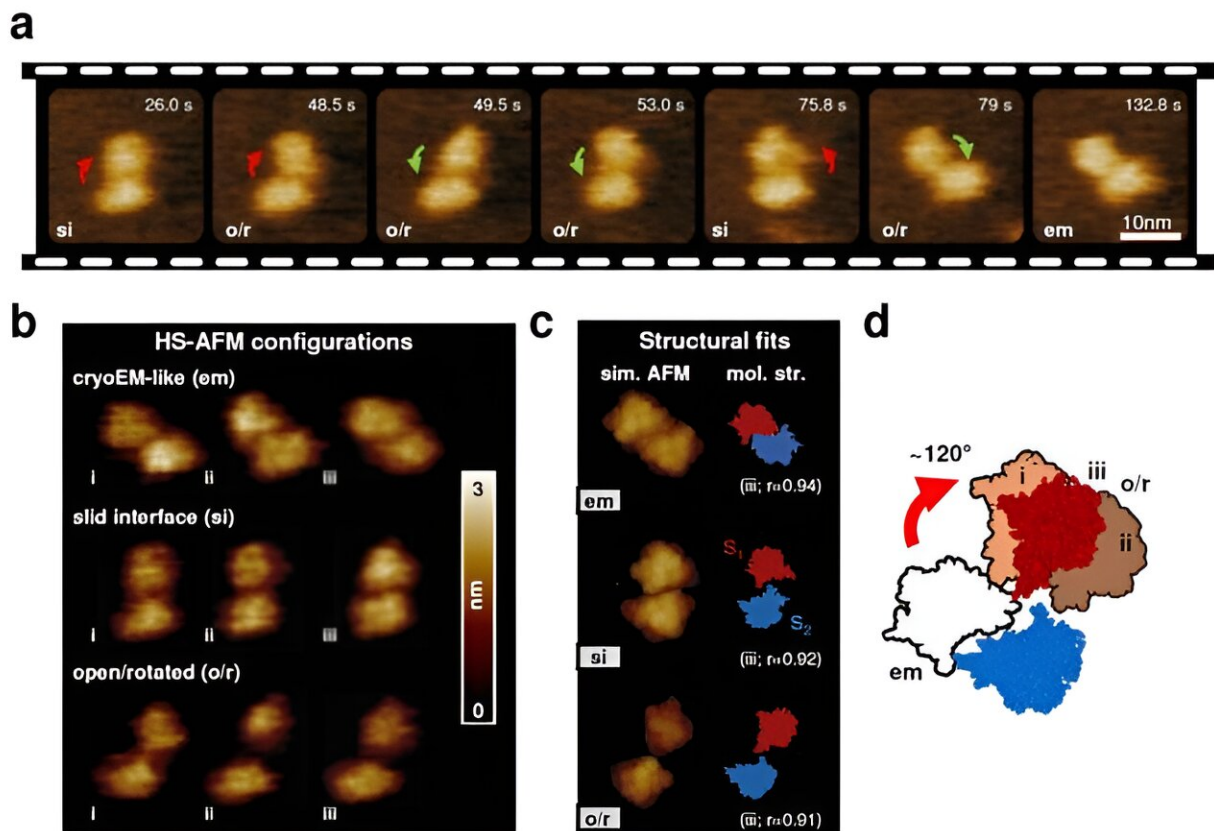 a
26.0 s
48.5 s
49.5 s
53.0 s
75.8 s
79 s
132.8 s
si
o/r
o/r
o/r
si
o/r
em
10nm
b
HS-AFM configurations
cryoEM-like (em)
i
ii
iii
slid interface (si)
i
ii
iii
open/rotated (o/r)
i
ii
iii
3
nm
0
c
Structural fits
sim. AFM
mol. str.
em
(iii; r=0.94)
S1
S2
si
(iii; r=0.92)
o/r
(iii; r=0.91)
d
~120°
i
iii
o/r
ii
em